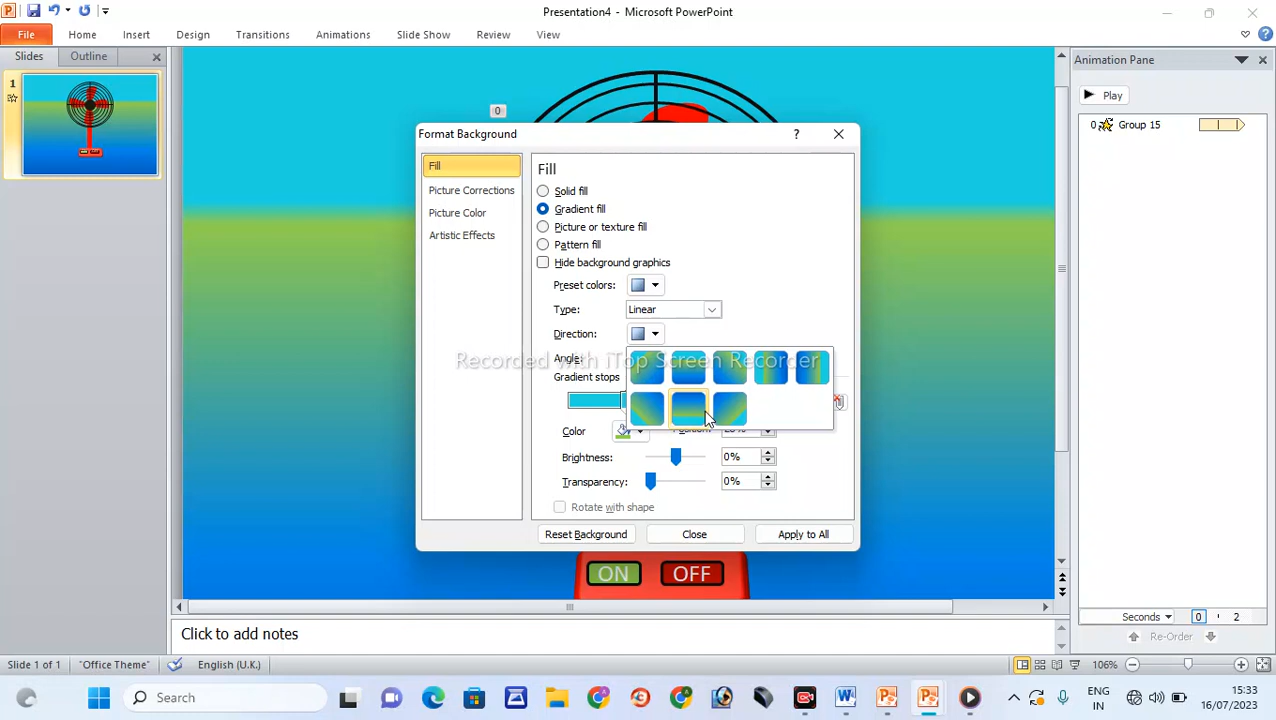 Presentation4 - Microsoft PowerPoint
File Home Insert Design Transitions Animations Slide Show Review View
Slides Outline
1
0
Format Background
Fill
Picture Corrections
Picture Color
Artistic Effects
Fill
Solid fill
Gradient fill
Picture or texture fill
Pattern fill
Hide background graphics
Preset colors:
Type: Linear
Direction:
Angle:
Recorded with iTop Screen Recorder
Gradient stops
Color
Brightness: 0%
Transparency: 0%
Rotate with shape
Reset Background Close Apply to All
ON OFF
Animation Pane
Play
0 Group 15
Seconds 0 2
Re-Order
Click to add notes
Slide 1 of 1 "Office Theme" English (U.K.) 106%
Search
ENG
IN
15:33
16/07/2023